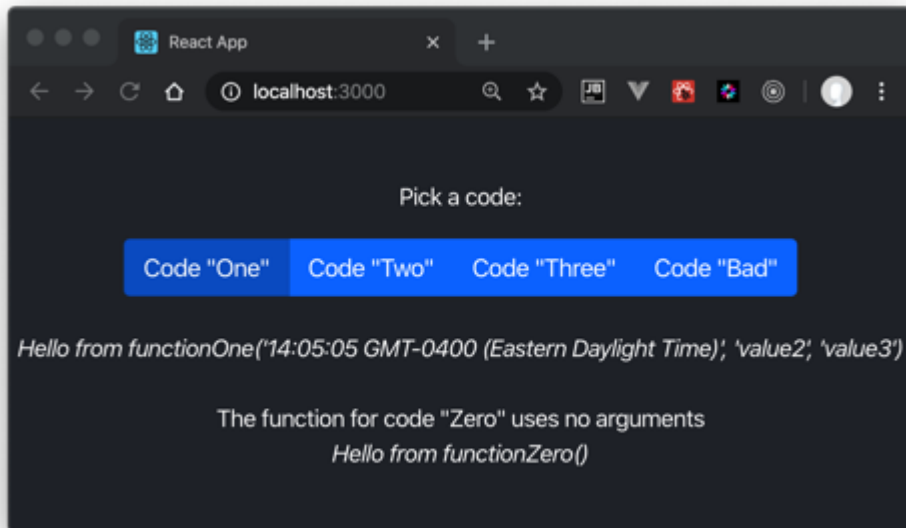 React App
localhost:3000
JB
Pick a code:
Code "One" Code "Two" Code "Three" Code "Bad"
Hello from functionOne('14:05:05 GMT-0400 (Eastern Daylight Time)', 'value2', 'value3')
The function for code "Zero" uses no arguments
Hello from functionZero()